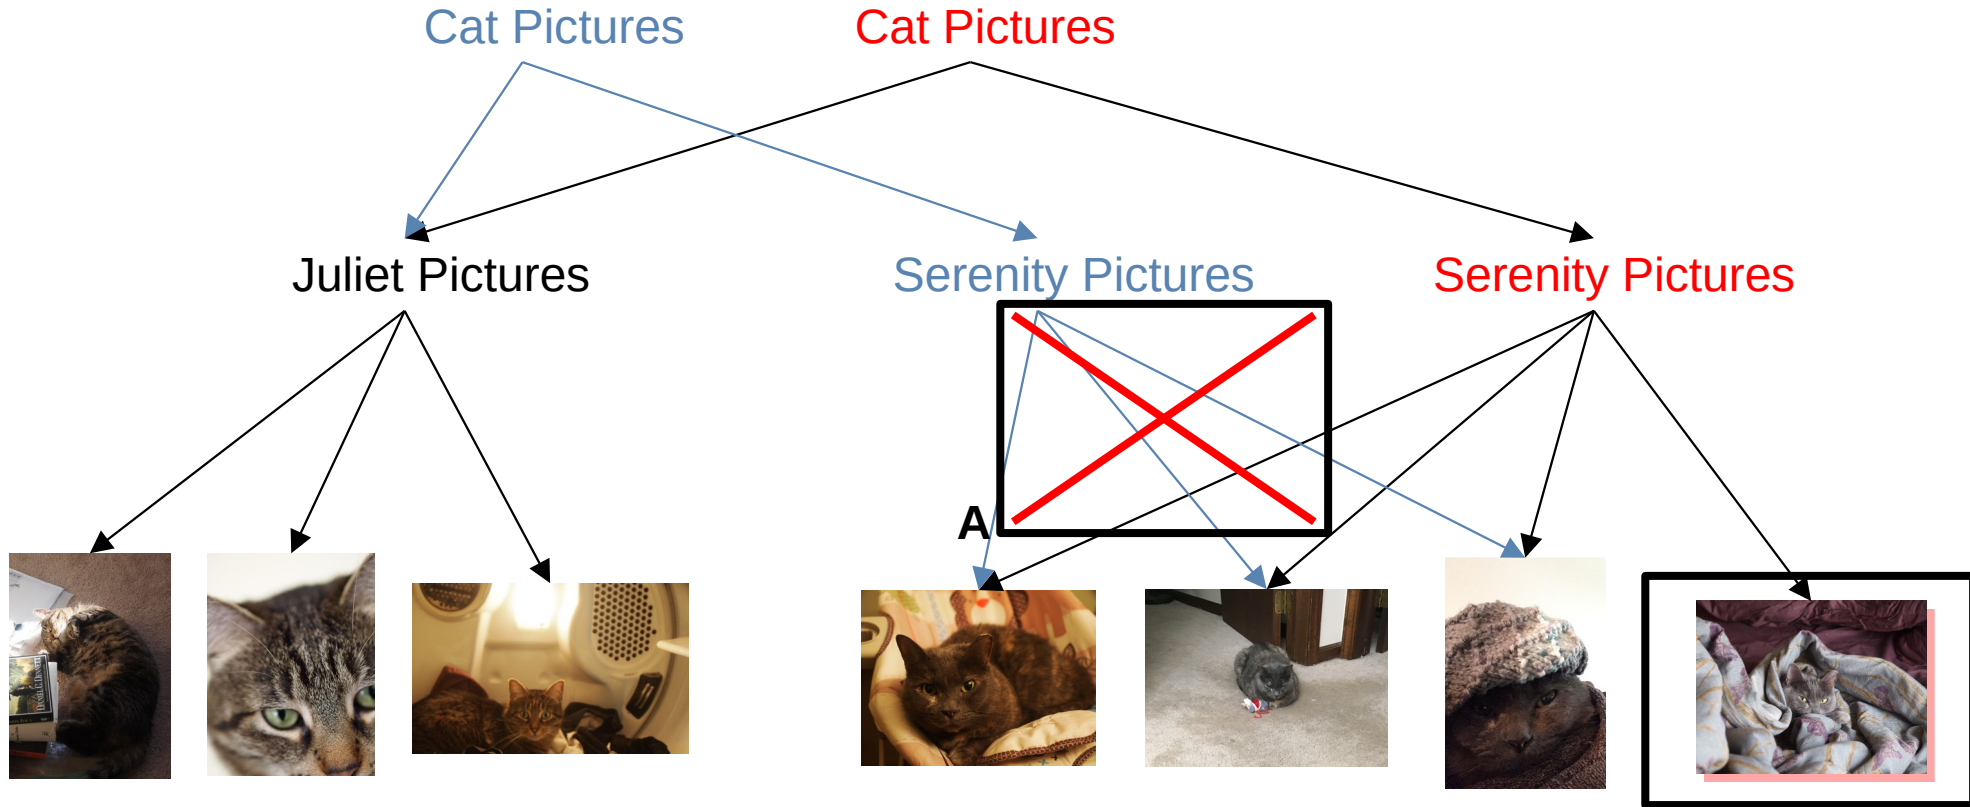 Cat Pictures
Cat Pictures
Juliet Pictures
Serenity Pictures
Serenity Pictures
A